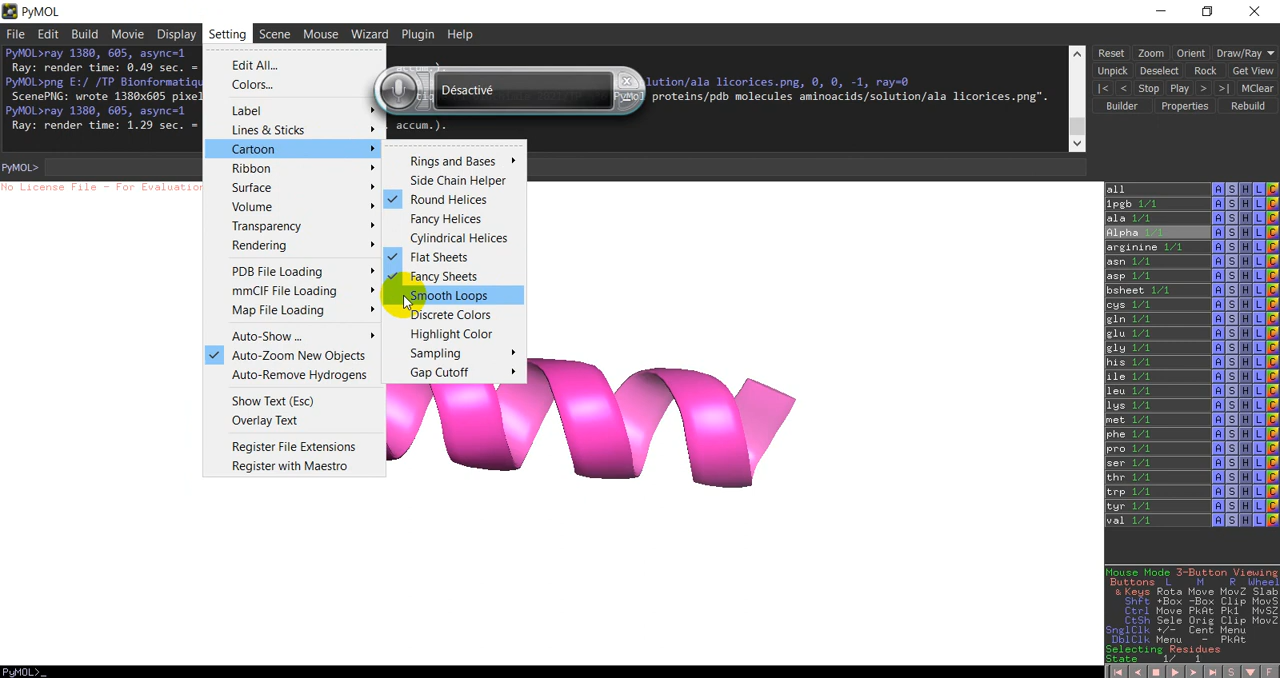 PyMOL
File Edit Build Movie Display Setting Scene Mouse Wizard Plugin Help
PyMOL>ray 1380, 605, async=1
Ray: render time: 0.49 sec. =
PyMOL>png E:/ /TP Bionformatiqu lution/ala licorices.png, 0, 0, -1, ray=0
ScenePNG: wrote 1380x605 pixel PyMol proteins/pdb molecules aminoacids/solution/ala licorices.png".
PyMOL>ray 1380, 605, async=1
Ray: render time: 1.29 sec. = accum.).
PyMOL>
Désactivé
Reset Zoom Orient Draw/Ray
Unpick Deselect Rock Get View
|< < Stop Play > >| MClear
Builder Properties Rebuild
No License File - For Evaluation
Edit All...
Colors...
Label
Lines & Sticks
Cartoon
Ribbon
Surface
Volume
Transparency
Rendering
PDB File Loading
mmCIF File Loading
Map File Loading
Auto-Show ...
Auto-Zoom New Objects
Auto-Remove Hydrogens
Show Text (Esc)
Overlay Text
Register File Extensions
Register with Maestro
Rings and Bases
Side Chain Helper
Round Helices
Fancy Helices
Cylindrical Helices
Flat Sheets
Fancy Sheets
Smooth Loops
Discrete Colors
Highlight Color
Sampling
Gap Cutoff
all A S H L C
1pgb 1/1 A S H L C
ala 1/1 A S H L C
Alpha 1/1 A S H L C
arginine 1/1 A S H L C
asn 1/1 A S H L C
asp 1/1 A S H L C
bsheet 1/1 A S H L C
cys 1/1 A S H L C
gln 1/1 A S H L C
glu 1/1 A S H L C
gly 1/1 A S H L C
his 1/1 A S H L C
ile 1/1 A S H L C
leu 1/1 A S H L C
lys 1/1 A S H L C
met 1/1 A S H L C
phe 1/1 A S H L C
pro 1/1 A S H L C
ser 1/1 A S H L C
thr 1/1 A S H L C
trp 1/1 A S H L C
tyr 1/1 A S H L C
val 1/1 A S H L C
Mouse Mode 3-Button Viewing
Buttons L M R Wheel
& Keys Rota Move MovZ Slab
Shft +Box -Box Clip MovS
Ctrl Move PkAt Pk1 MvSZ
CtSh Sele Orig Clip MovZ
SnglClk +/- Cent Menu
DblClk Menu - PkAt
Selecting Residues
State 1/ 1
S F
PyMOL>_